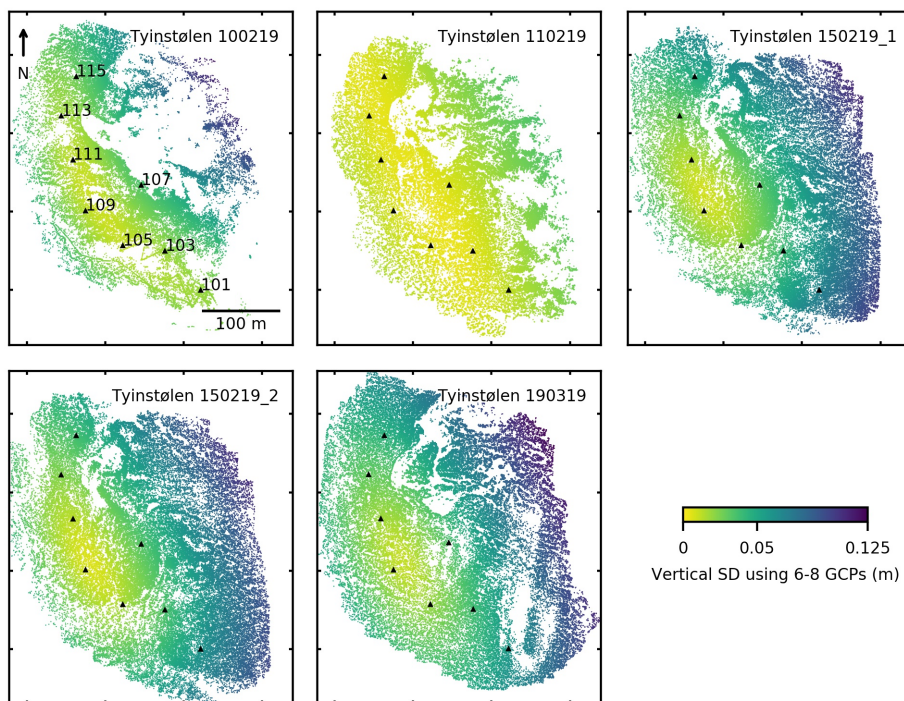 Tyinstølen 100219
N
115
113
111
107
109
105
103
101
100 m
Tyinstølen 110219
Tyinstølen 150219_1
Tyinstølen 150219_2
Tyinstølen 190319
0
0.05
0.125
Vertical SD using 6-8 GCPs (m)